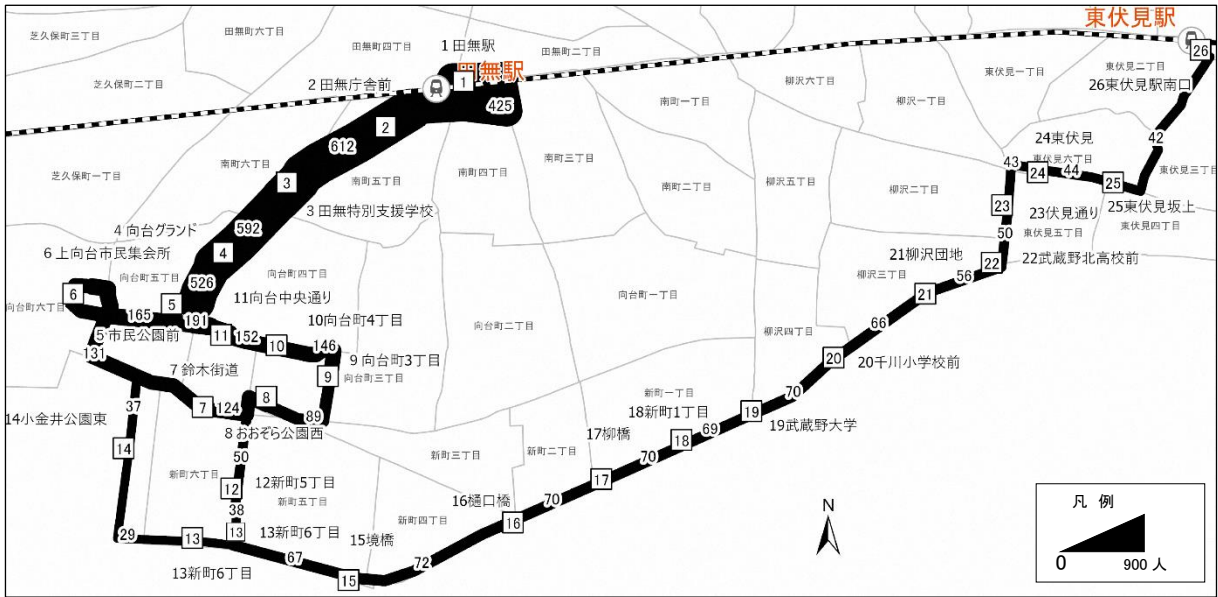 東伏見駅
芝久保町三丁目
田無町六丁目
田無町四丁目
1 田無駅
田無町二丁目
田無駅
1
26
東伏見一丁目
東伏見二丁目
柳沢六丁目
柳沢一丁目
26東伏見駅南口
芝久保町二丁目
2 田無庁舎前
425
南町一丁目
2
612
42
24東伏見
南町六丁目
南町三丁目
43
東伏見六丁目
芝久保町一丁目
3
南町五丁目
南町四丁目
24
44
東伏見三丁目
25
南町二丁目
柳沢五丁目
柳沢二丁目
3 田無特別支援学校
23
23伏見通り
25東伏見坂上
4 向台グランド
592
東伏見四丁目
50
東伏見五丁目
6 上向台市民集会所
4
21柳沢団地
22
22武蔵野北高校前
向台町五丁目
526
向台町四丁目
柳沢三丁目
56
6
5
11向台中央通り
21
向台町一丁目
向台町六丁目
165
191
10向台町4丁目
66
向台町二丁目
柳沢四丁目
5 市民公園前
11
152
10
146
9 向台町3丁目
20
20千川小学校前
131
7 鈴木街道
9
向台町三丁目
70
新町一丁目
37
8
18新町1丁目
19
14小金井公園東
7
124
89
69
19武蔵野大学
8おおぞら公園西
17柳橋
18
14
50
新町三丁目
新町二丁目
70
新町六丁目
12
12新町5丁目
17
16樋口橋
70
新町五丁目
38
新町四丁目
16
29
13
13
13新町6丁目
15境橋
67
72
13新町6丁目
15
N
凡 例
0
900 人